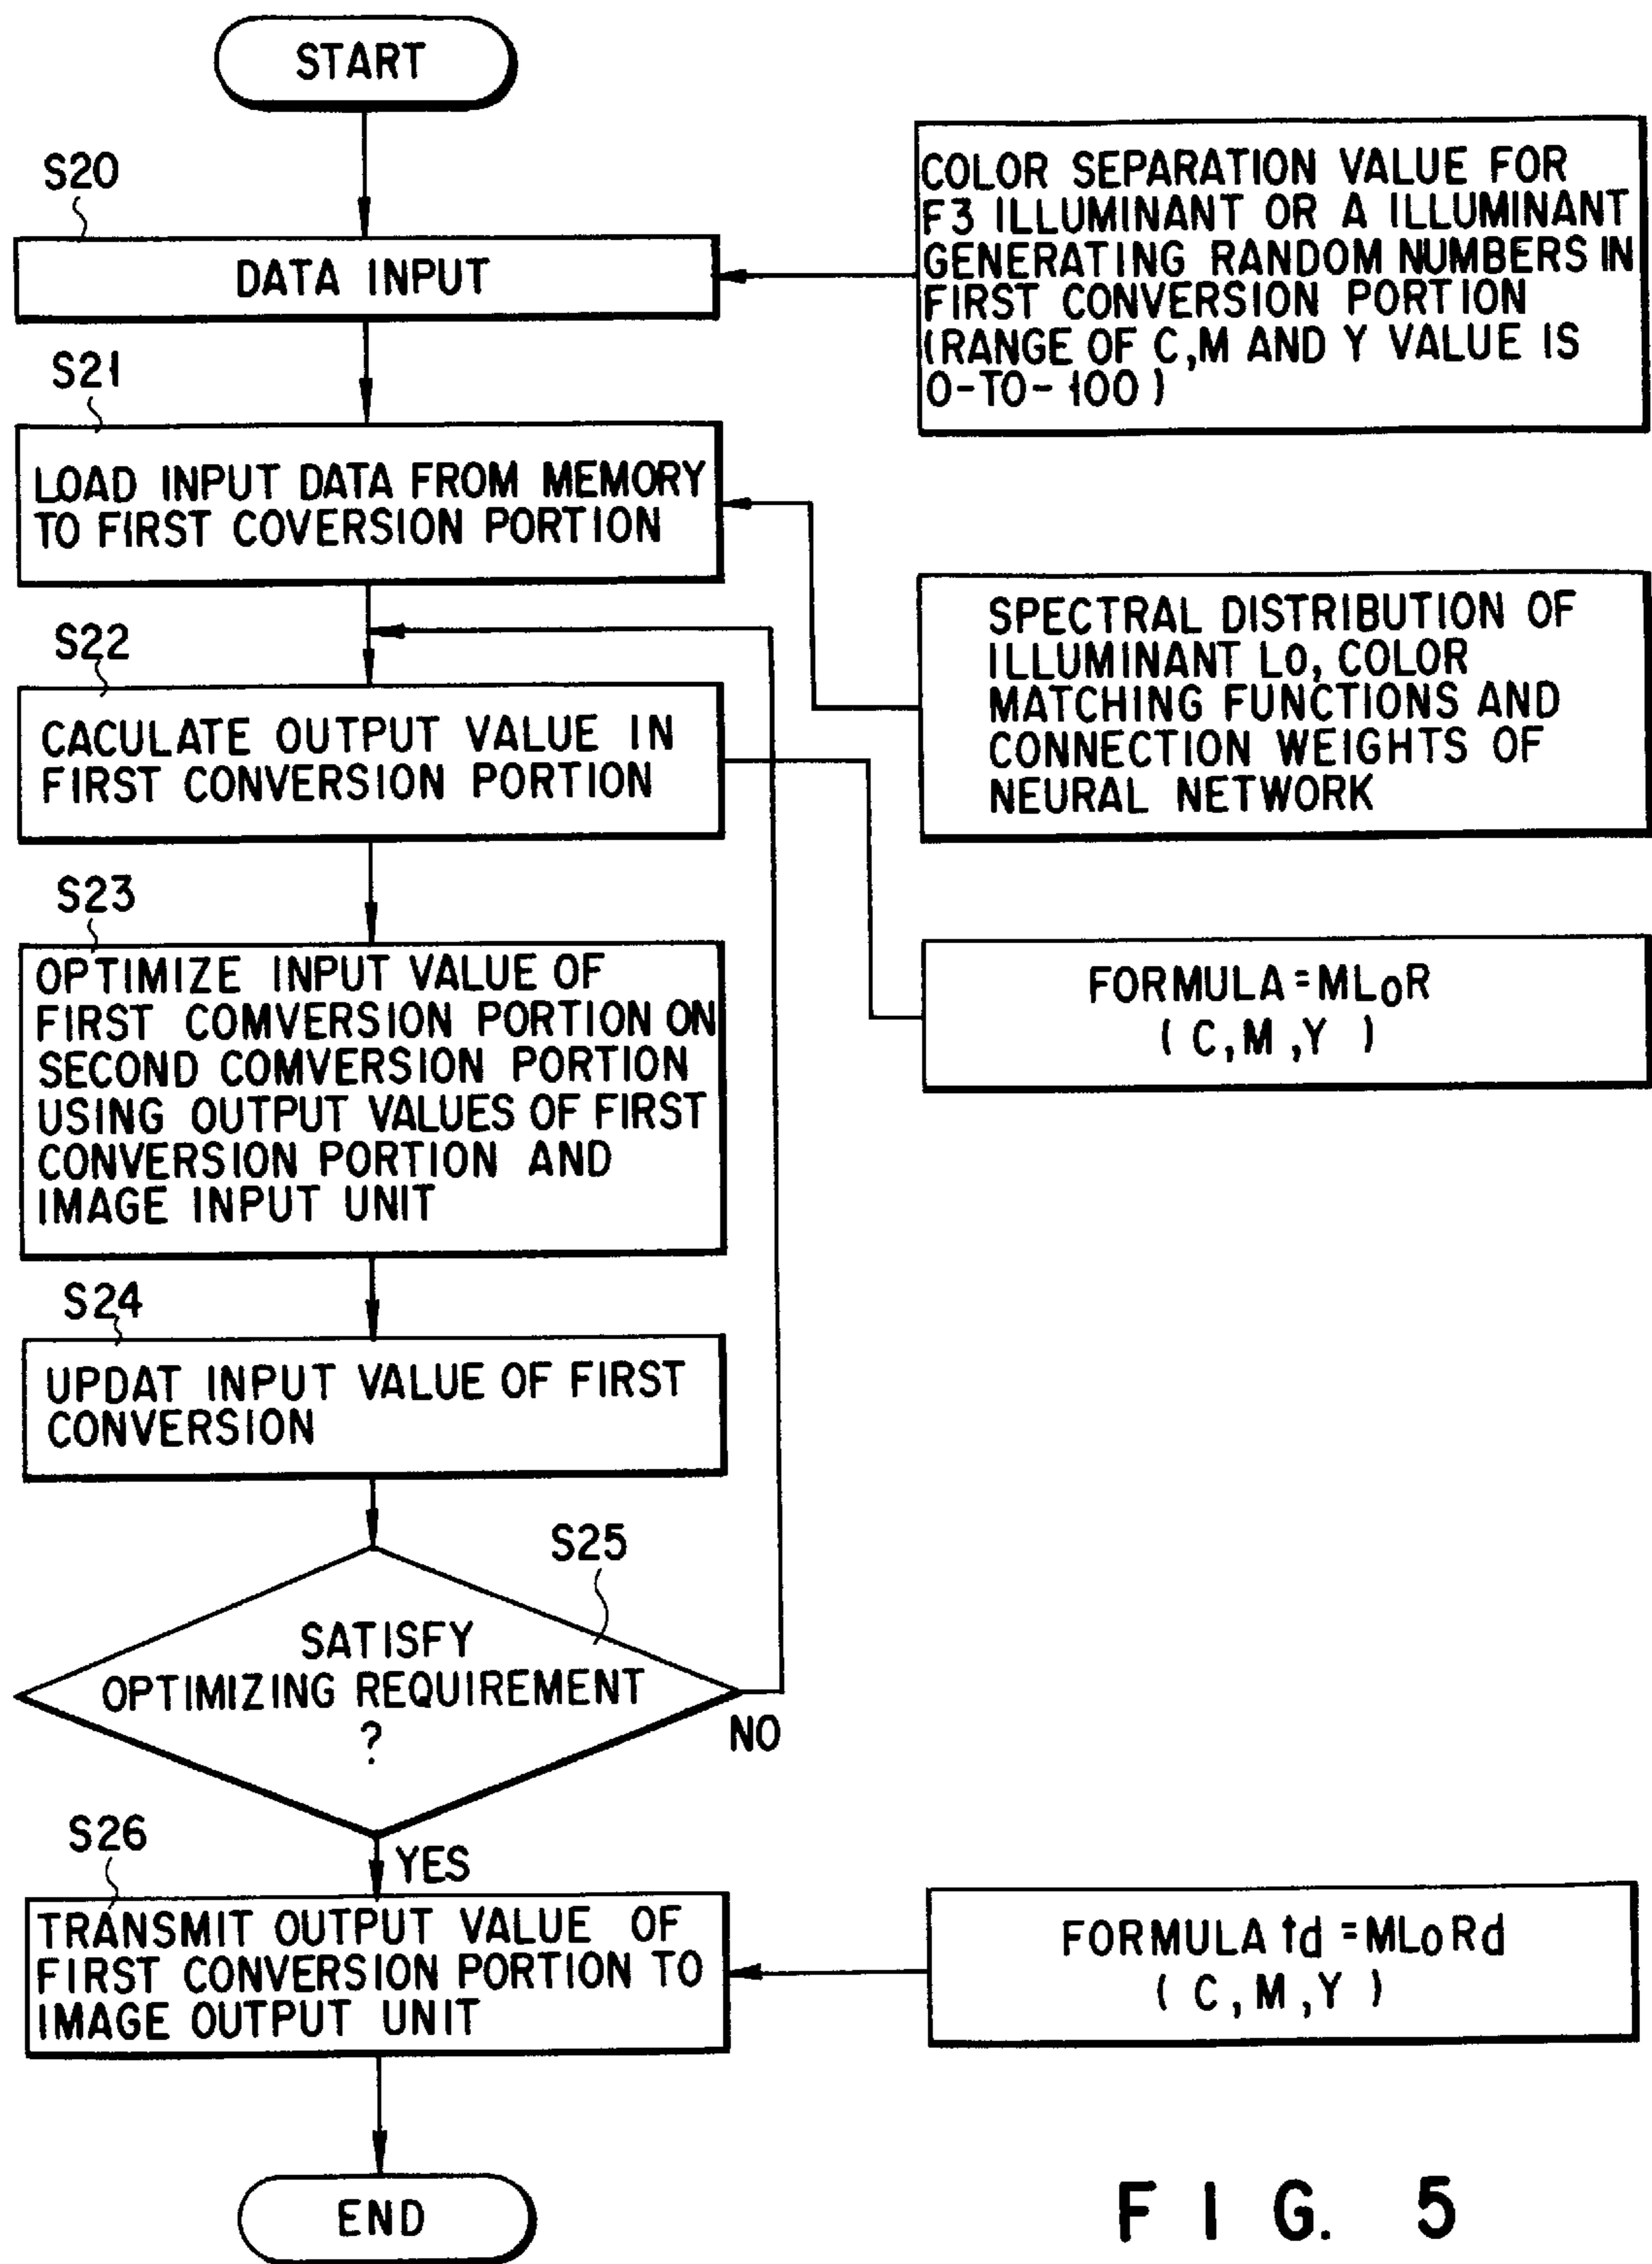 START
S20
DATA INPUT
COLOR SEPARATION VALUE FOR
F3 ILLUMINANT OR A ILLUMINANT
GENERATING RANDOM NUMBERS IN
FIRST CONVERSION PORTION
(RANGE OF C,M AND Y VALUE IS
0-TO-100)
S21
LOAD INPUT DATA FROM MEMORY
TO FIRST COVERSION PORTION
SPECTRAL DISTRIBUTION OF
ILLUMINANT Lo, COLOR
MATCHING FUNCTIONS AND
CONNECTION WEIGHTS OF
NEURAL NETWORK
S22
CACULATE OUTPUT VALUE IN
FIRST CONVERSION PORTION
FORMULA=MLoR
( C,M,Y )
S23
OPTIMIZE INPUT VALUE OF
FIRST COMVERSION PORTION ON
SECOND COMVERSION PORTION
USING OUTPUT VALUES OF FIRST
CONVERSION PORTION AND
IMAGE INPUT UNIT
S24
UPDAT INPUT VALUE OF FIRST
CONVERSION
S25
SATISFY
OPTIMIZING REQUIREMENT
?
NO
YES
S26
TRANSMIT OUTPUT VALUE OF
FIRST CONVERSION PORTION TO
IMAGE OUTPUT UNIT
FORMULA td =MLoRd
( C,M,Y )
END
FIG. 5